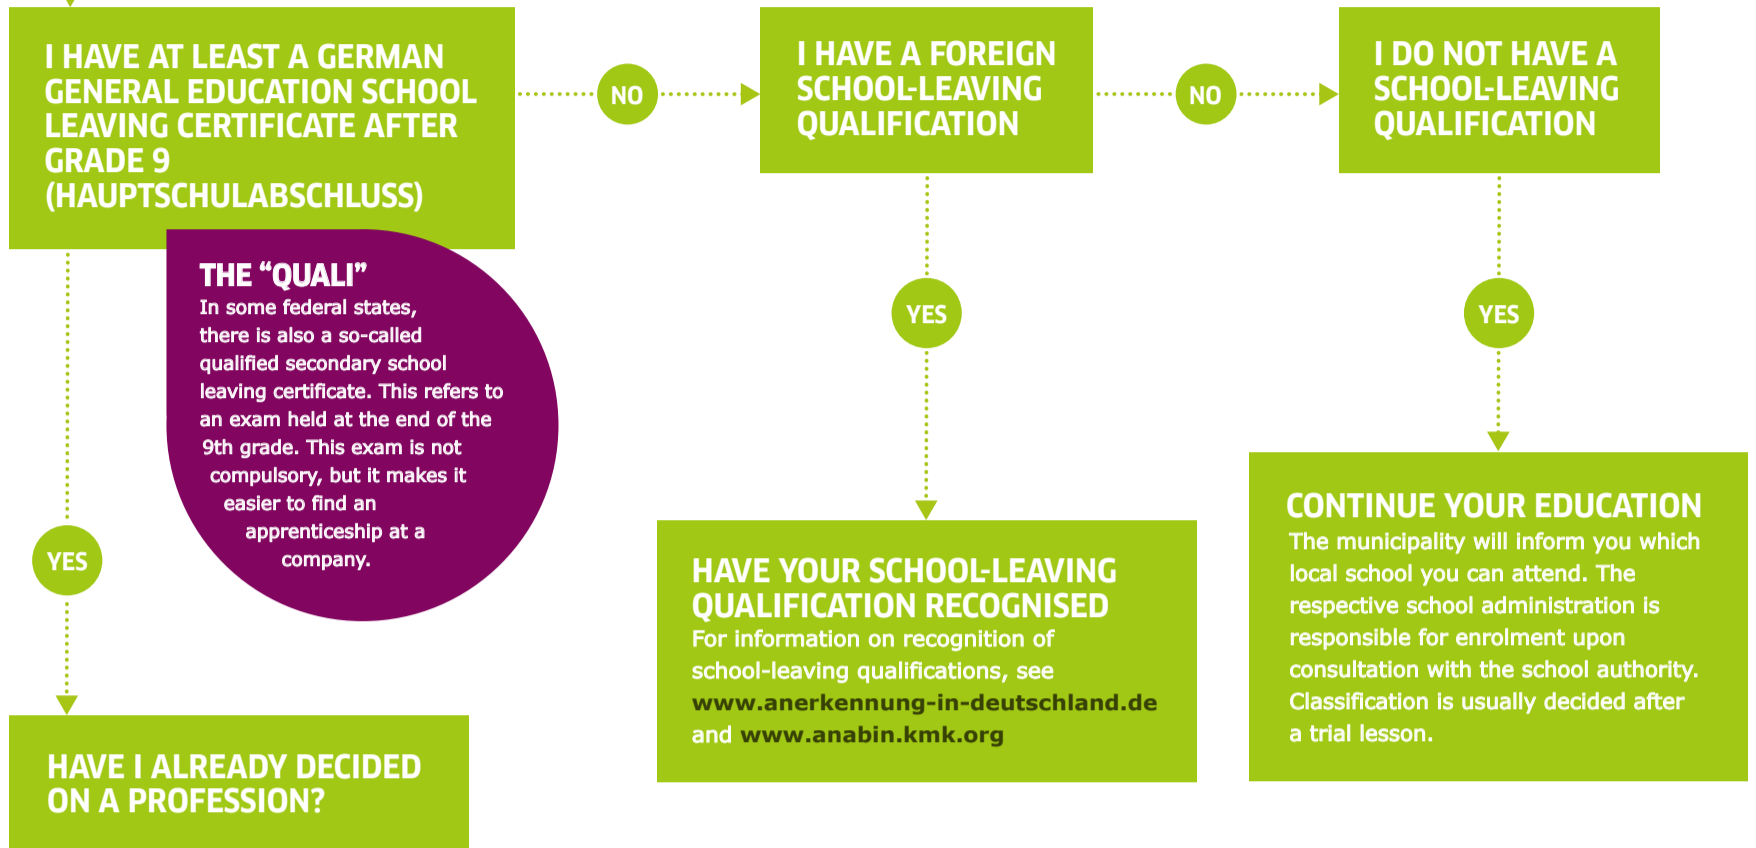 I HAVE AT LEAST A GERMAN
GENERAL EDUCATION SCHOOL
LEAVING CERTIFICATE AFTER
GRADE 9
(HAUPTSCHULABSCHLUSS)
NO
I HAVE A FOREIGN
SCHOOL-LEAVING
QUALIFICATION
NO
I DO NOT HAVE A
SCHOOL-LEAVING
QUALIFICATION
THE “QUALI”
In some federal states,
there is also a so-called
qualified secondary school
leaving certificate. This refers to
an exam held at the end of the
9th grade. This exam is not
compulsory, but it makes it
easier to find an
apprenticeship at a
company.
YES
YES
YES
HAVE YOUR SCHOOL-LEAVING
QUALIFICATION RECOGNISED
For information on recognition of
school-leaving qualifications, see
www.anerkennung-in-deutschland.de
and www.anabin.kmk.org
CONTINUE YOUR EDUCATION
The municipality will inform you which
local school you can attend. The
respective school administration is
responsible for enrolment upon
consultation with the school authority.
Classification is usually decided after
a trial lesson.
HAVE I ALREADY DECIDED
ON A PROFESSION?